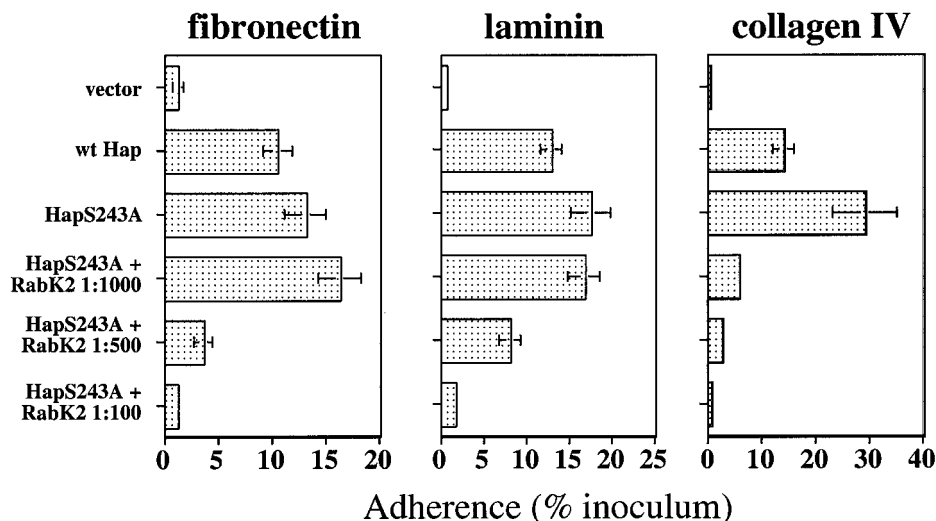 fibronectin laminin collagen IV
vector
wt Hap
HapS243A
HapS243A +
RabK2 1:1000
HapS243A +
RabK2 1:500
HapS243A +
RabK2 1:100
0 5 10 15 20 0 5 10 15 20 25 0 10 20 30 40
Adherence (% inoculum)